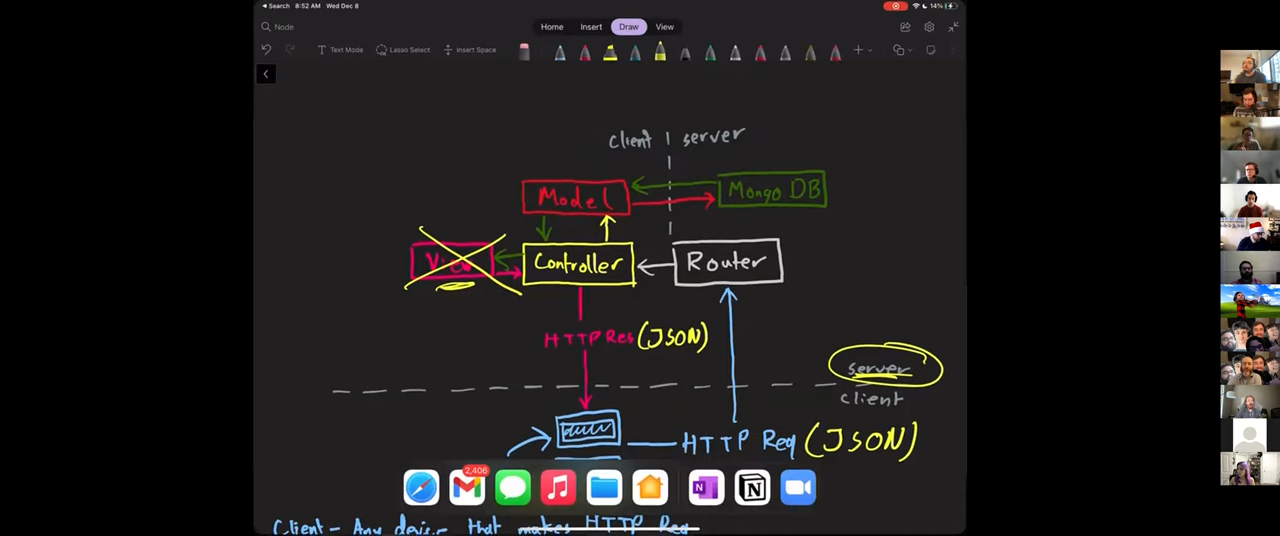 Search 8:52 AM Wed Dec 8 14%
Node
Home Insert Draw View
Text Mode Lasso Select Insert Space
client server
Model
Mongo DB
View
Controller
Router
HTTP Res (JSON)
server
client
HTTP Req (JSON)
2,406
Client - Any device that makes HTTP Req